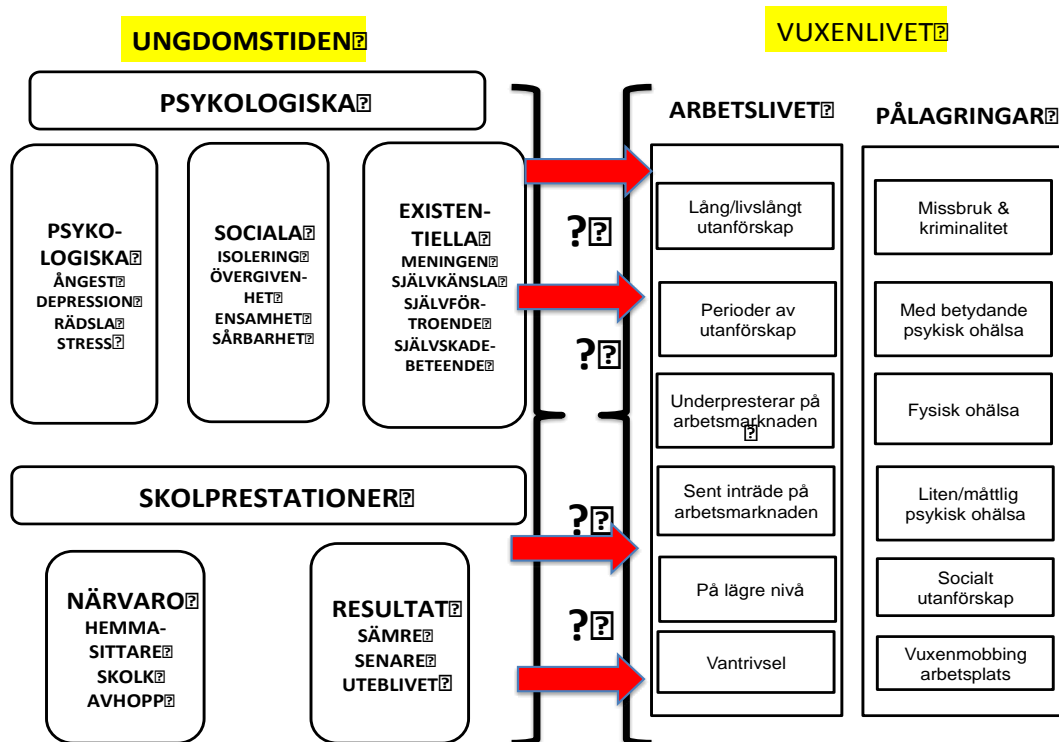 UNGDOMSTIDEN
VUXENLIVET
PSYKOLOGISKA
PSYKO-
LOGISKA
ÅNGEST
DEPRESSION
RÄDSLA
STRESS
SOCIALA
ISOLERING
ÖVERGIVEN-
HET
ENSAMHET
SÅRBARHET
EXISTEN-
TIELLA
MENINGEN
SJÄLVKÄNSLA
SJÄLVFÖR-
TROENDE
SJÄLVSKADE-
BETEENDE
SKOLPRESTATIONER
NÄRVARO
HEMMA-
SITTARE
SKOLK
AVHOPP
RESULTAT
SÄMRE
SENARE
UTEBLIVET
?
?
?
?
ARBETSLIVET
Lång/livslångt
utanförskap
Perioder av
utanförskap
Underpresterar på
arbetsmarknaden
Sent inträde på
arbetsmarknaden
På lägre nivå
Vantrivsel
PÅLAGRINGAR
Missbruk &
kriminalitet
Med betydande
psykisk ohälsa
Fysisk ohälsa
Liten/måttlig
psykisk ohälsa
Socialt
utanförskap
Vuxenmobbing
arbetsplats